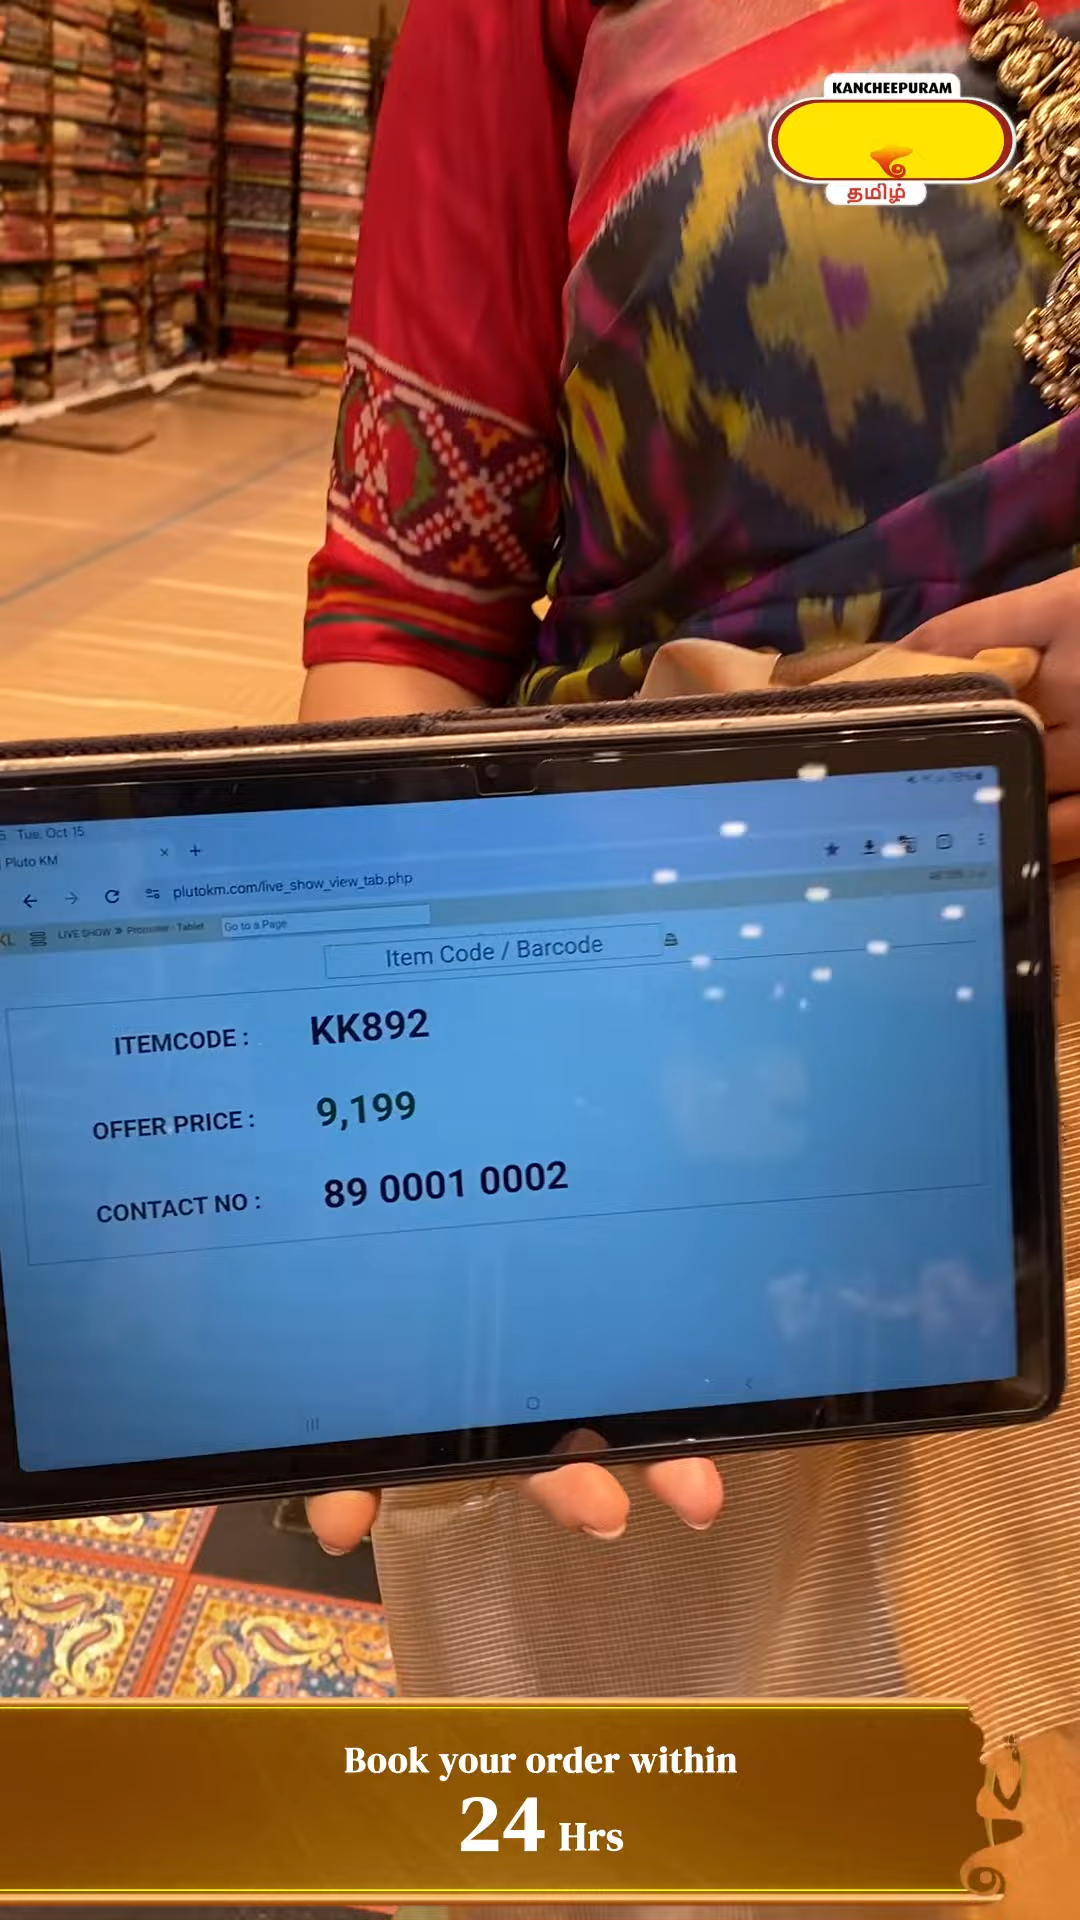 KANCHEEPURAM
தமிழ்
Tue, Oct 15
Pluto KM
plutokm.com/live_show_view_tab.php
LIVE SHOW » Promoter - Tablet
Go to a Page
Item Code / Barcode
ITEMCODE : KK892
OFFER PRICE : 9,199
CONTACT NO : 89 0001 0002
Book your order within
24 Hrs